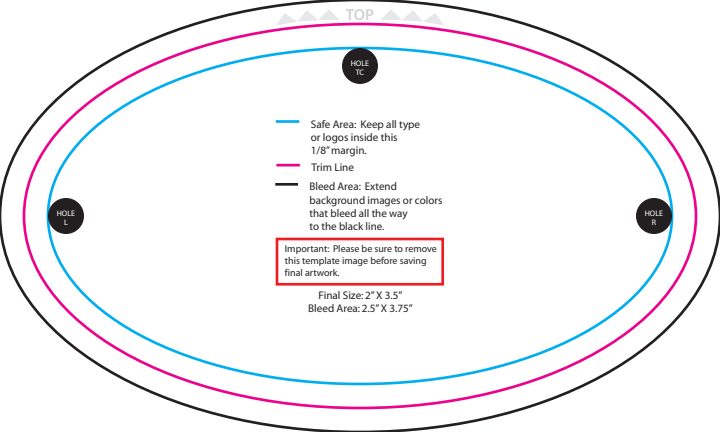 TOP
HOLE
TC
Safe Area: Keep all type
or logos inside this
1/8" margin.
Trim Line
Bleed Area: Extend
background images or colors
that bleed all the way
to the black line.
HOLE
L
HOLE
R
Important: Please be sure to remove
this template image before saving
final artwork.
Final Size: 2" X 3.5"
Bleed Area: 2.5" X 3.75"